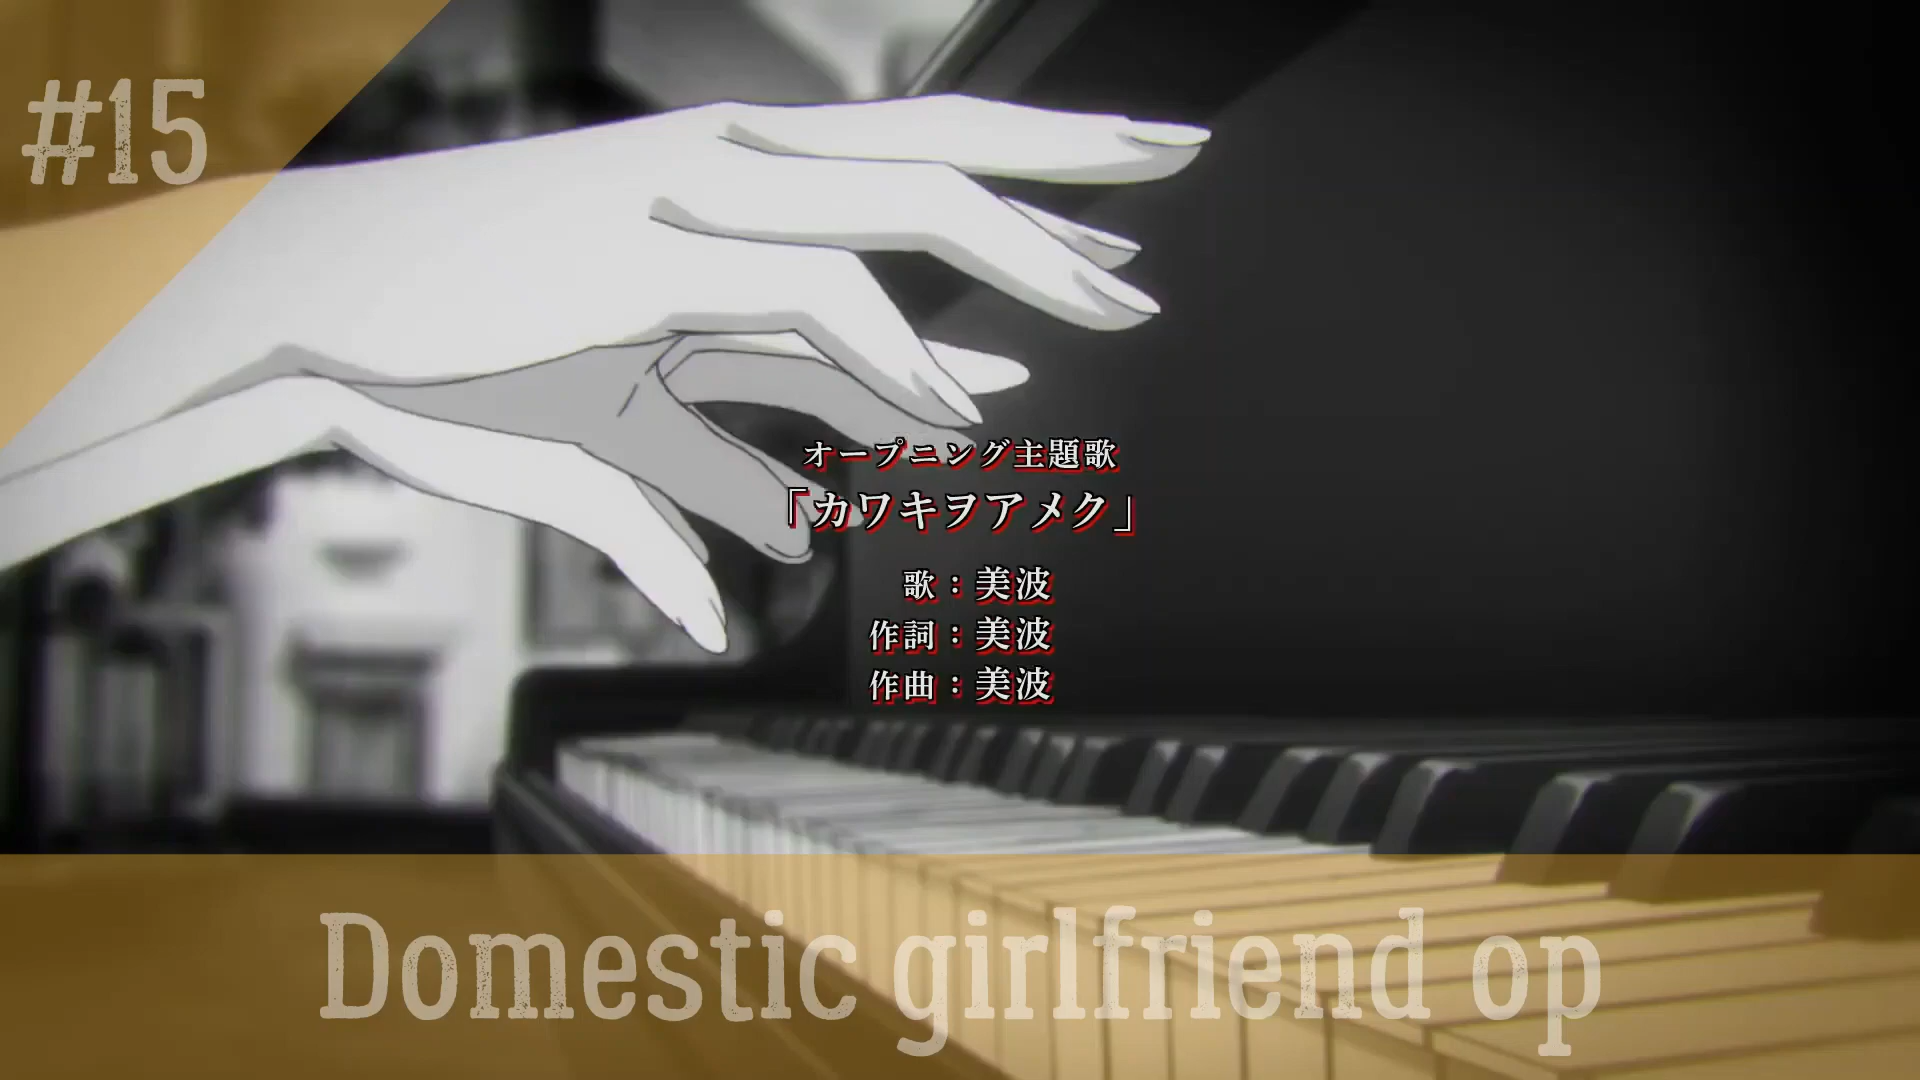 #15
オープニング主題歌
「カワキヲアメク」
歌：美波
作詞：美波
作曲：美波
Domestic girlfriend op